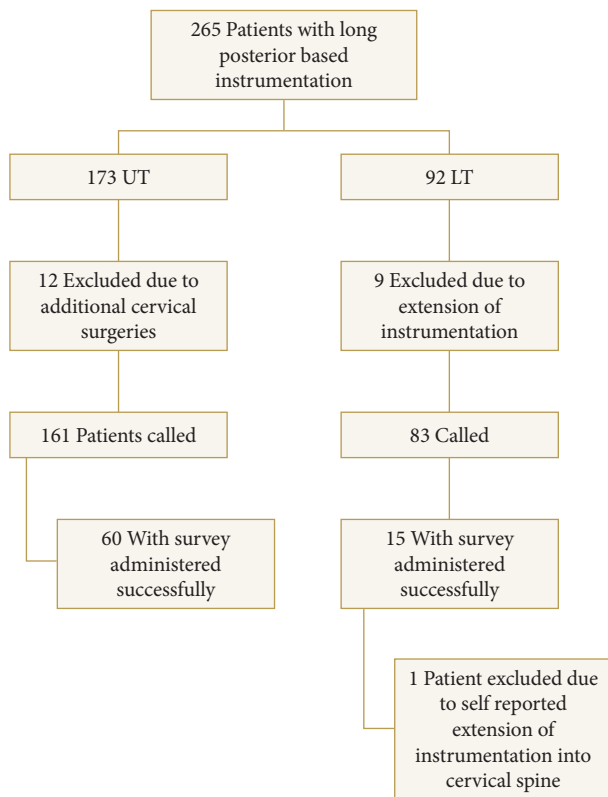 265 Patients with long
posterior based
instrumentation
173 UT
92 LT
12 Excluded due to
additional cervical
surgeries
9 Excluded due to
extension of
instrumentation
161 Patients called
83 Called
60 With survey
administered
successfully
15 With survey
administered
successfully
1 Patient excluded due
to self reported
extension of
instrumentation into
cervical spine